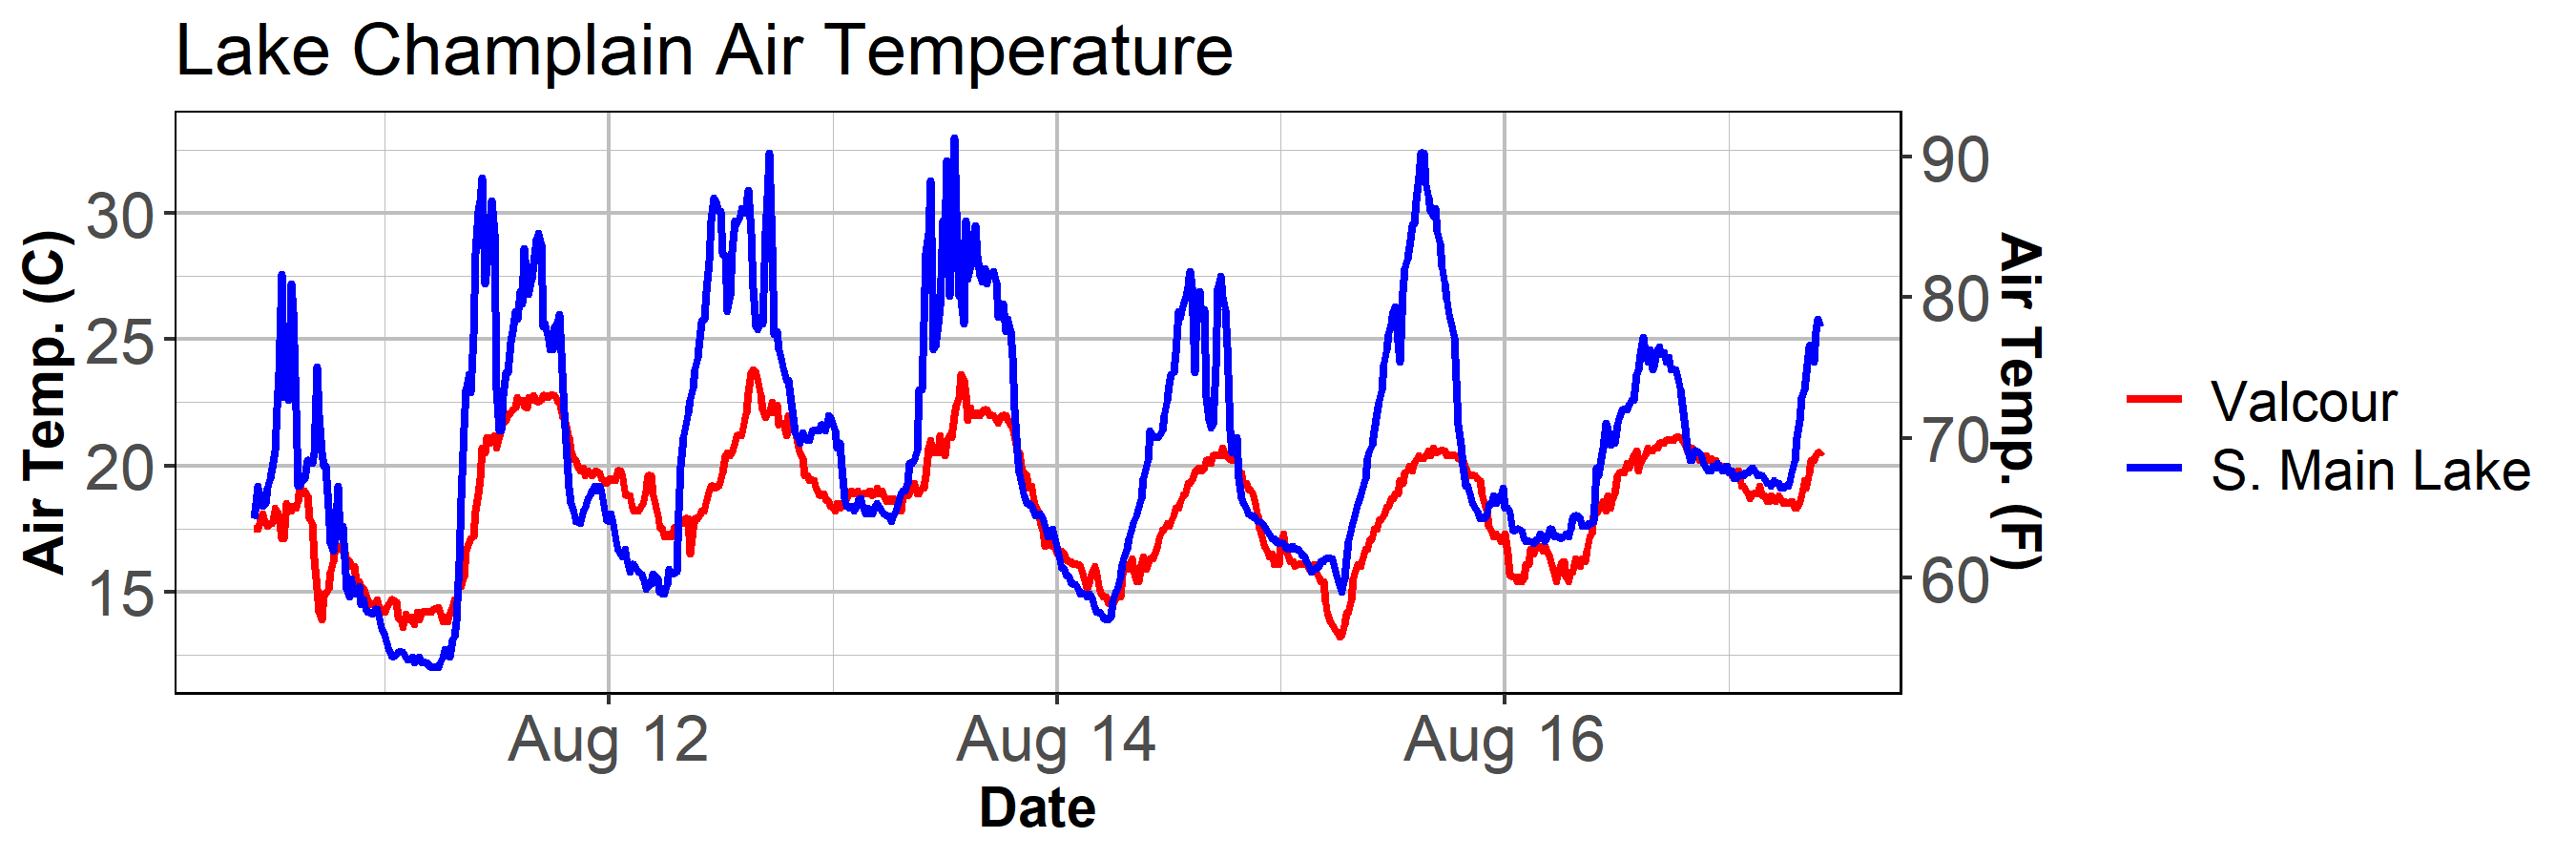 Lake Champlain Air Temperature
Air Temp. (C)
30
25
20
15
90
80
70
60
Air Temp. (F)
Aug 12
Aug 14
Aug 16
Date
Valcour
S. Main Lake